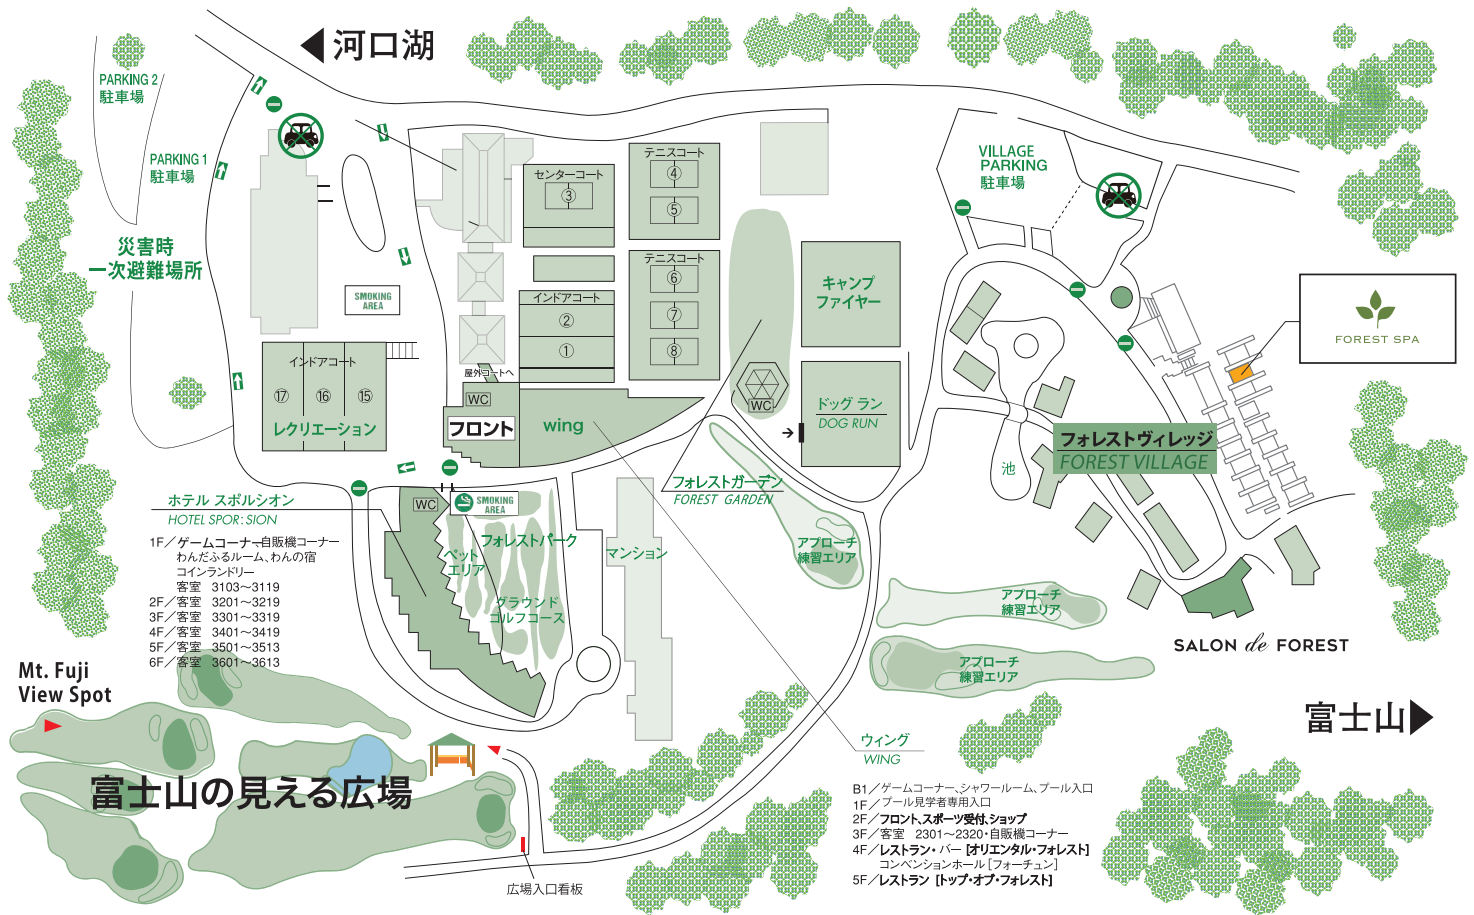 河口湖
PARKING 2
駐車場
PARKING 1
駐車場
災害時
一次避難場所
SMOKING
AREA
インドアコート
⑰
⑯
⑮
レクリエーション
センターコート
③
テニスコート
④
⑤
テニスコート
⑥
⑦
⑧
インドアコート
②
①
屋外コートへ
WC
フロント
wing
キャンプ
ファイヤー
WC
ドッグ ラン
DOG RUN
VILLAGE
PARKING
駐車場
FOREST SPA
フォレストヴィレッジ
FOREST VILLAGE
池
フォレストガーデン
FOREST GARDEN
ホテル スポルシオン
HOTEL SPOR:SION
1F／ゲームコーナー・自販機コーナー
わんだふるルーム、わんの宿
コインランドリー
客室 3103〜3119
2F／客室 3201〜3219
3F／客室 3301〜3319
4F／客室 3401〜3419
5F／客室 3501〜3513
6F／客室 3601〜3613
WC
SMOKING
AREA
ペット
エリア
フォレストパーク
グラウンド
ゴルフコース
マンション
アプローチ
練習エリア
アプローチ
練習エリア
アプローチ
練習エリア
SALON de FOREST
富士山
Mt. Fuji
View Spot
富士山の見える広場
広場入口看板
ウィング
WING
B1／ゲームコーナー、シャワールーム、プール入口
1F／プール見学者専用入口
2F／フロント、スポーツ受付、ショップ
3F／客室 2301〜2320・自販機コーナー
4F／レストラン・バー [オリエンタル・フォレスト]
コンベンションホール [フォーチュン]
5F／レストラン [トップ・オブ・フォレスト]